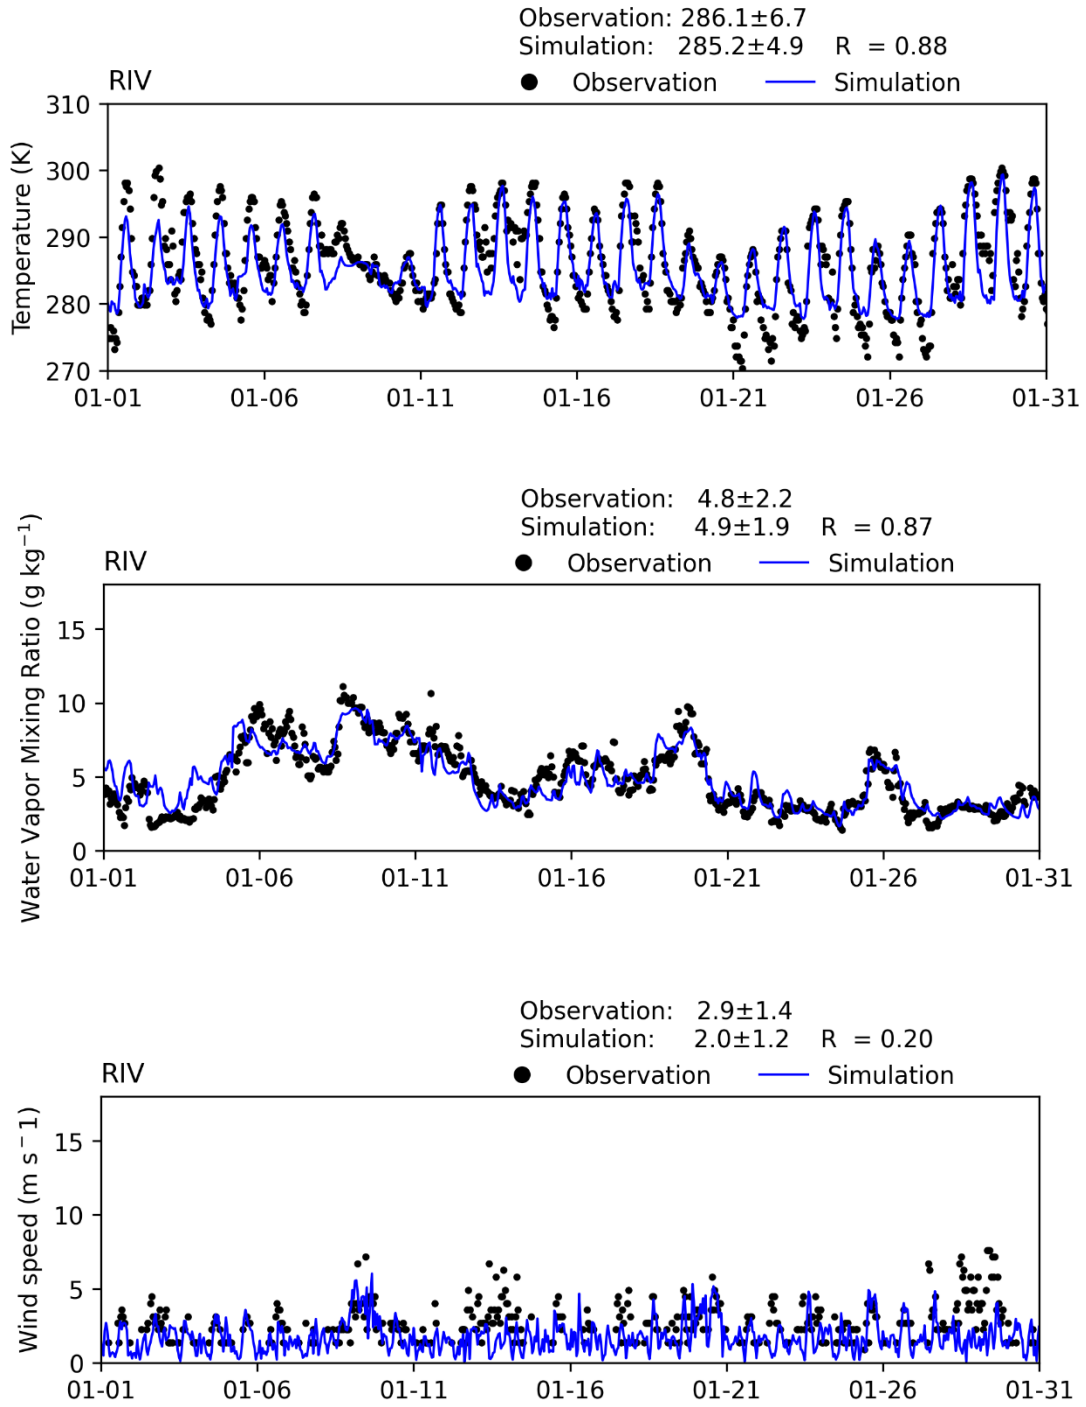 Observation: 286.1±6.7
Simulation: 285.2±4.9 R = 0.88
RIV
Observation Simulation
Temperature (K)
310
300
290
280
270
01-01 01-06 01-11 01-16 01-21 01-26 01-31
Observation: 4.8±2.2
Simulation: 4.9±1.9 R = 0.87
RIV
Observation Simulation
Water Vapor Mixing Ratio (g kg⁻¹)
15
10
5
0
01-01 01-06 01-11 01-16 01-21 01-26 01-31
Observation: 2.9±1.4
Simulation: 2.0±1.2 R = 0.20
RIV
Observation Simulation
Wind speed (m s⁻1)
15
10
5
0
01-01 01-06 01-11 01-16 01-21 01-26 01-31